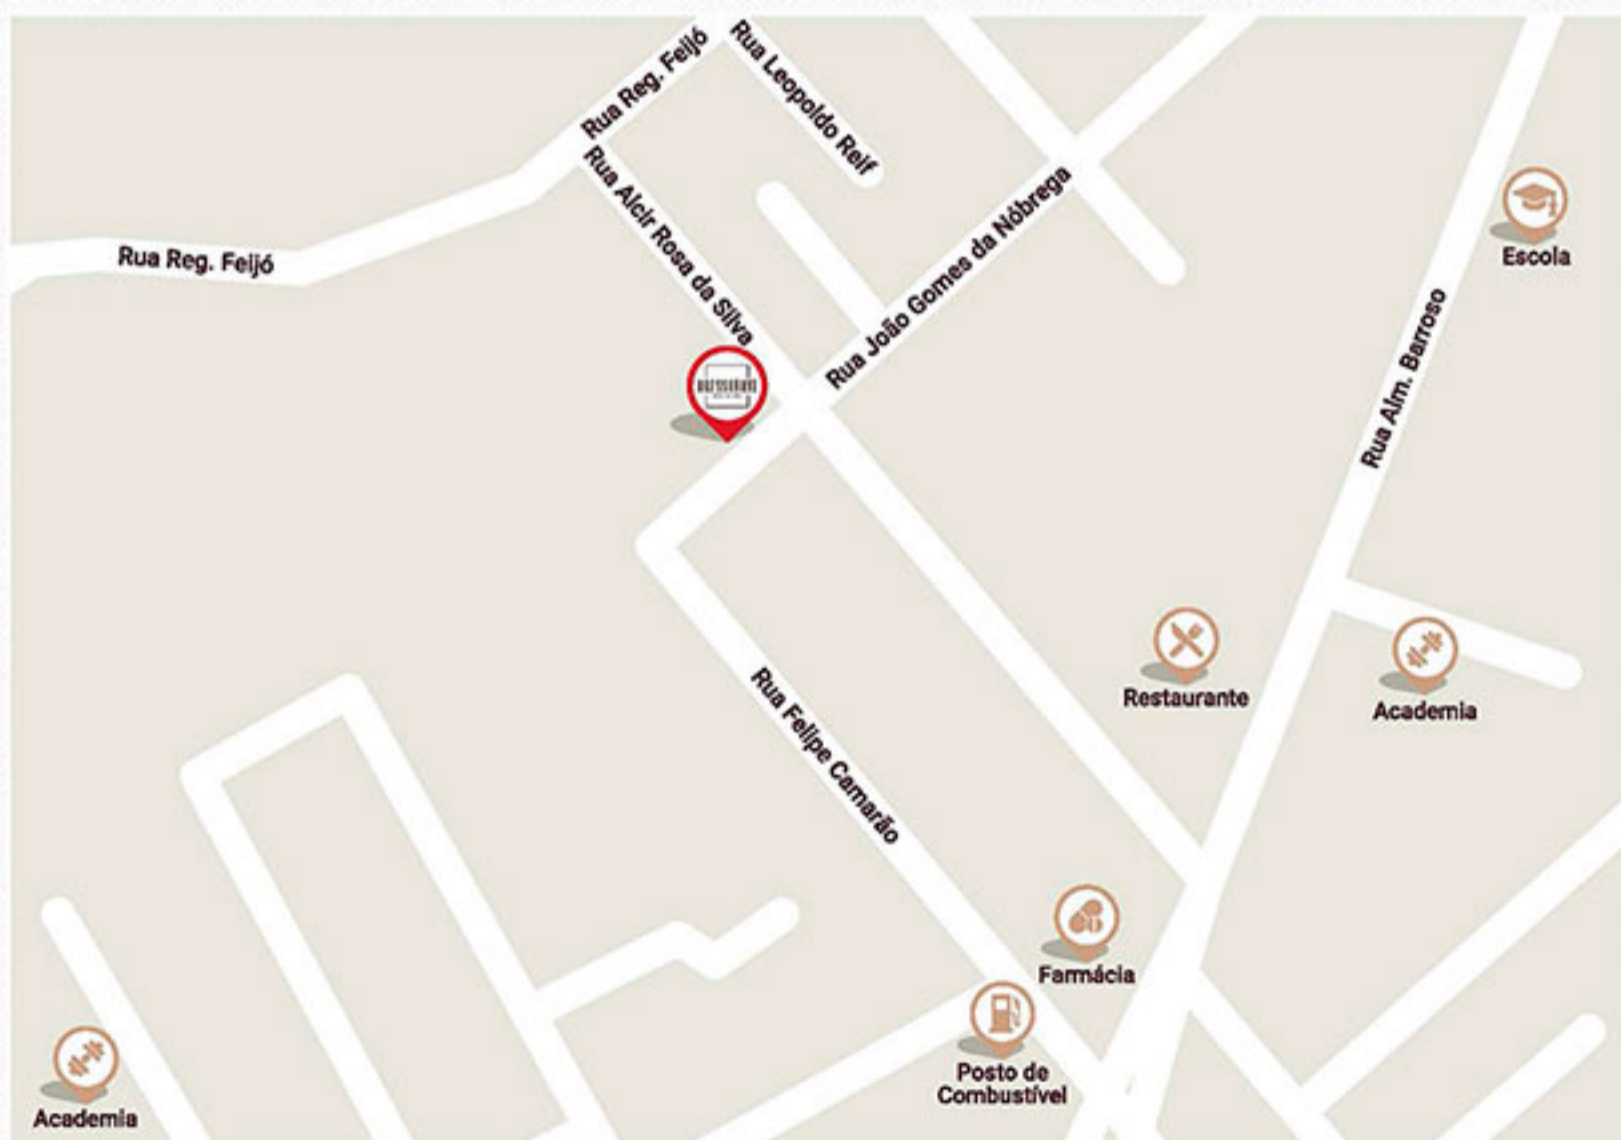 Rua Reg. Feijó
Rua Leopoldo Reif
Rua Reg. Feijó
Rua Alcir Rosa da Silva
Rua João Gomes da Nóbrega
Escola
Rua Alm. Barroso
Restaurante
Academia
Rua Felipe Camarão
Farmácia
Posto de
Combustível
Academia